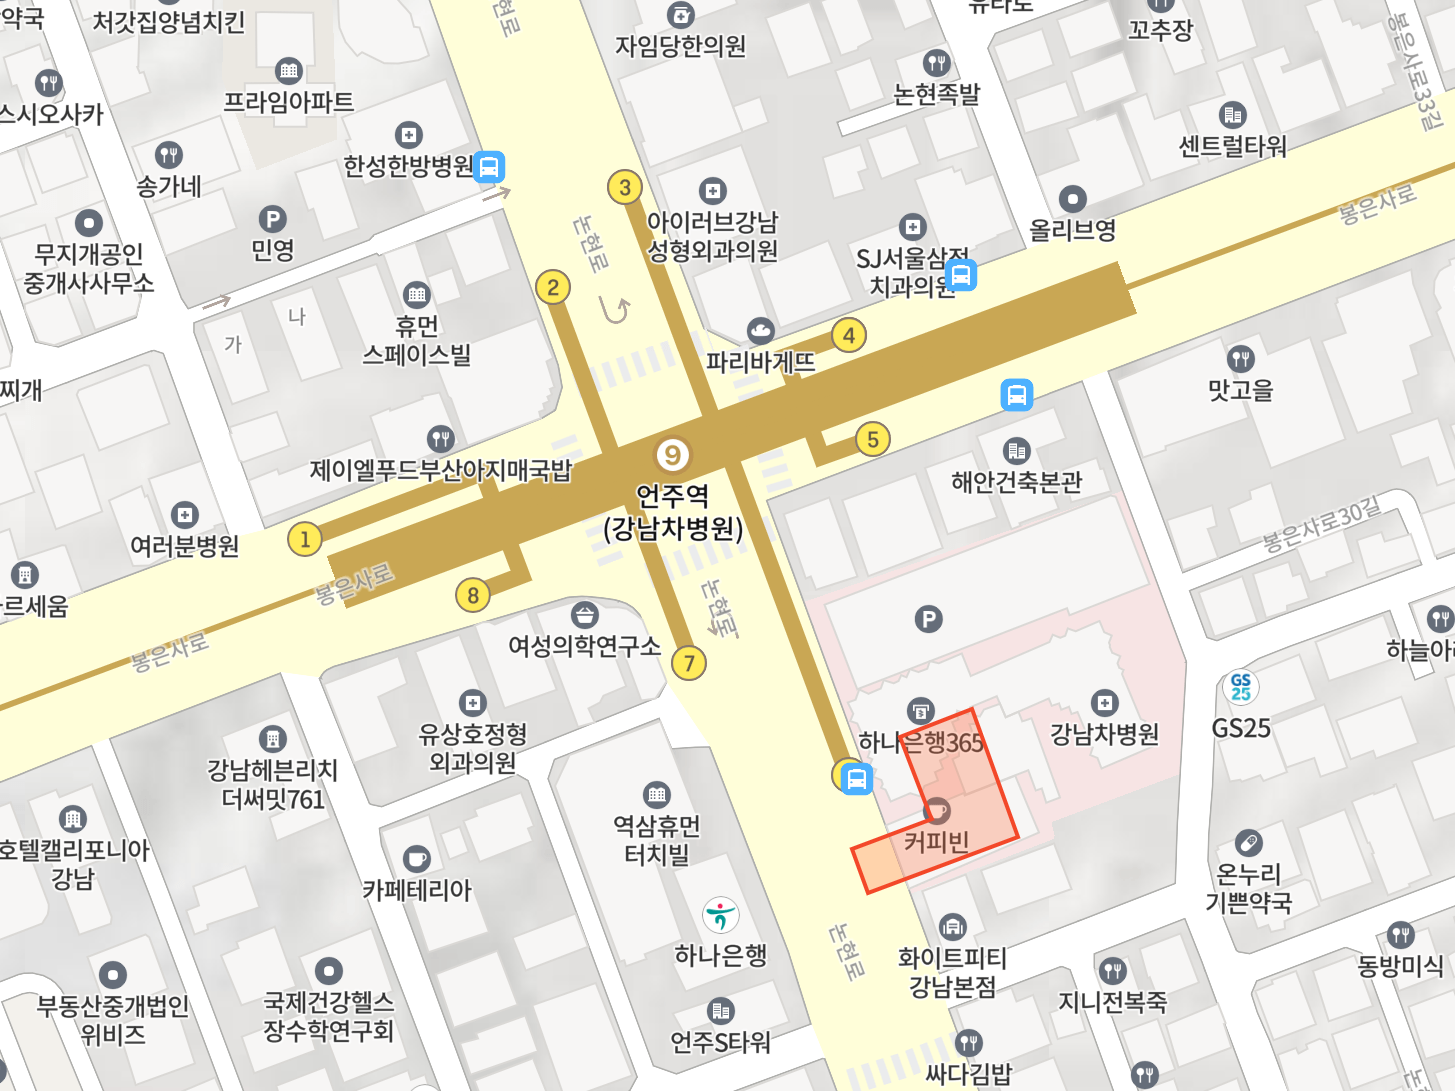 처갓집양념치킨
논현로
자임당한의원
꼬추장
봉은사로33길
프라임아파트
논현족발
한성한방병원
센트럴타워
송가네
P
3
아이러브강남
성형외과의원
봉은사로
민영
무지개공인
중개사사무소
논현로
SJ서울삼적
치과의원
올리브영
2
나
가
휴먼
스페이스빌
파리바게뜨
4
찌개
맛고을
5
9
제이엘푸드부산아지매국밥
언주역
(강남차병원)
해안건축본관
봉은사로30길
여러분병원
1
봉은사로
8
논현로
P
르세움
봉은사로
여성의학연구소
7
하늘아래
GS
25
GS25
유상호정형
외과의원
하나은행365
강남차병원
강남헤븐리치
더써밋761
역삼휴먼
터치빌
커피빈
호텔캘리포니아
강남
카페테리아
온누리
기쁜약국
하나은행
논현로
화이트피티
강남본점
동방미식
부동산중개법인
위비즈
국제건강헬스
장수학연구회
지니전복죽
언주S타워
싸다김밥